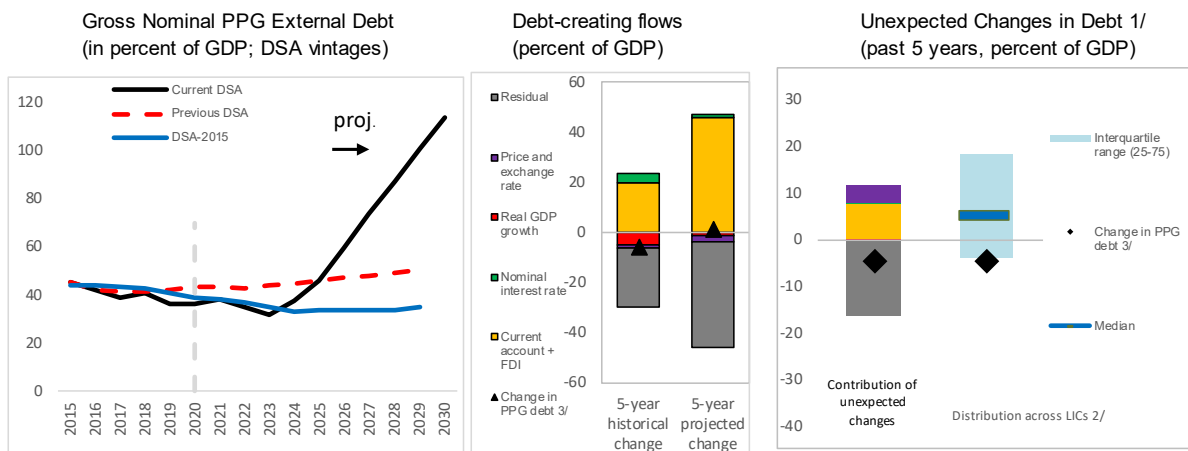 Gross Nominal PPG External Debt
(in percent of GDP; DSA vintages)
120
100
80
60
40
20
0
Current DSA
Previous DSA
DSA-2015
proj.
2015
2016
2017
2018
2019
2020
2021
2022
2023
2024
2025
2026
2027
2028
2029
2030
Debt-creating flows
(percent of GDP)
Residual
Price and
exchange
rate
Real GDP
growth
Nominal
interest rate
Current
account +
FDI
Change in
PPG debt 3/
60
40
20
0
-20
-40
-60
5-year
historical
change
5-year
projected
change
Unexpected Changes in Debt 1/
(past 5 years, percent of GDP)
30
20
10
0
-10
-20
-30
-40
Contribution of
unexpected
changes
Distribution across LICs 2/
Interquartile
range (25-75)
Change in PPG
debt 3/
Median